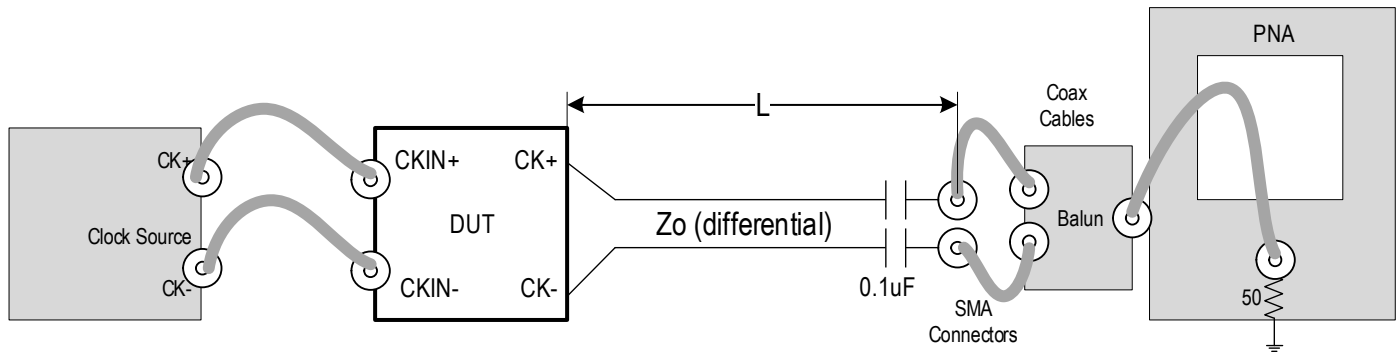 PNA
Coax
Cables
L
CK+
CKIN+
CK+
Clock Source
DUT
Zo (differential)
Balun
CK-
CKIN-
CK-
0.1uF
SMA
Connectors
50